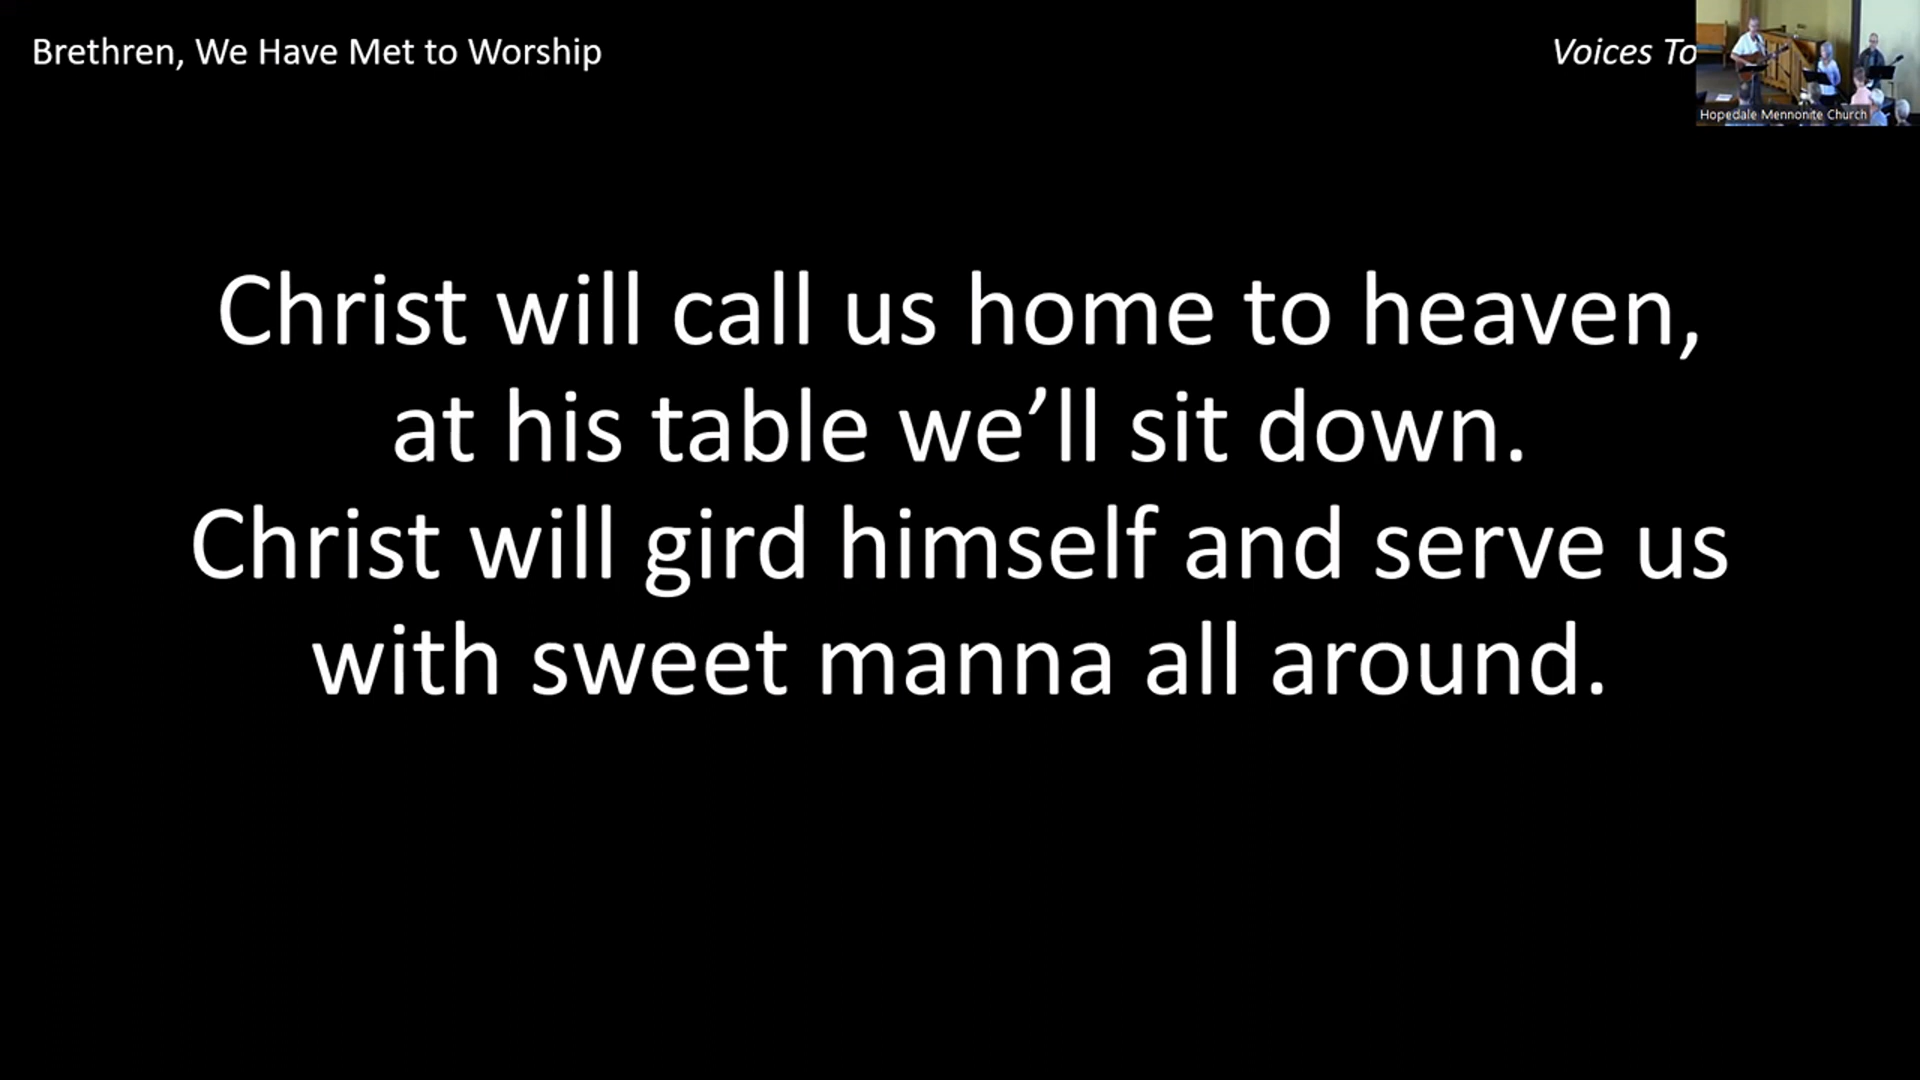 Brethren, We Have Met to Worship
Voices To
Hopedale Mennonite Church
Christ will call us home to heaven,
at his table we’ll sit down.
Christ will gird himself and serve us
with sweet manna all around.